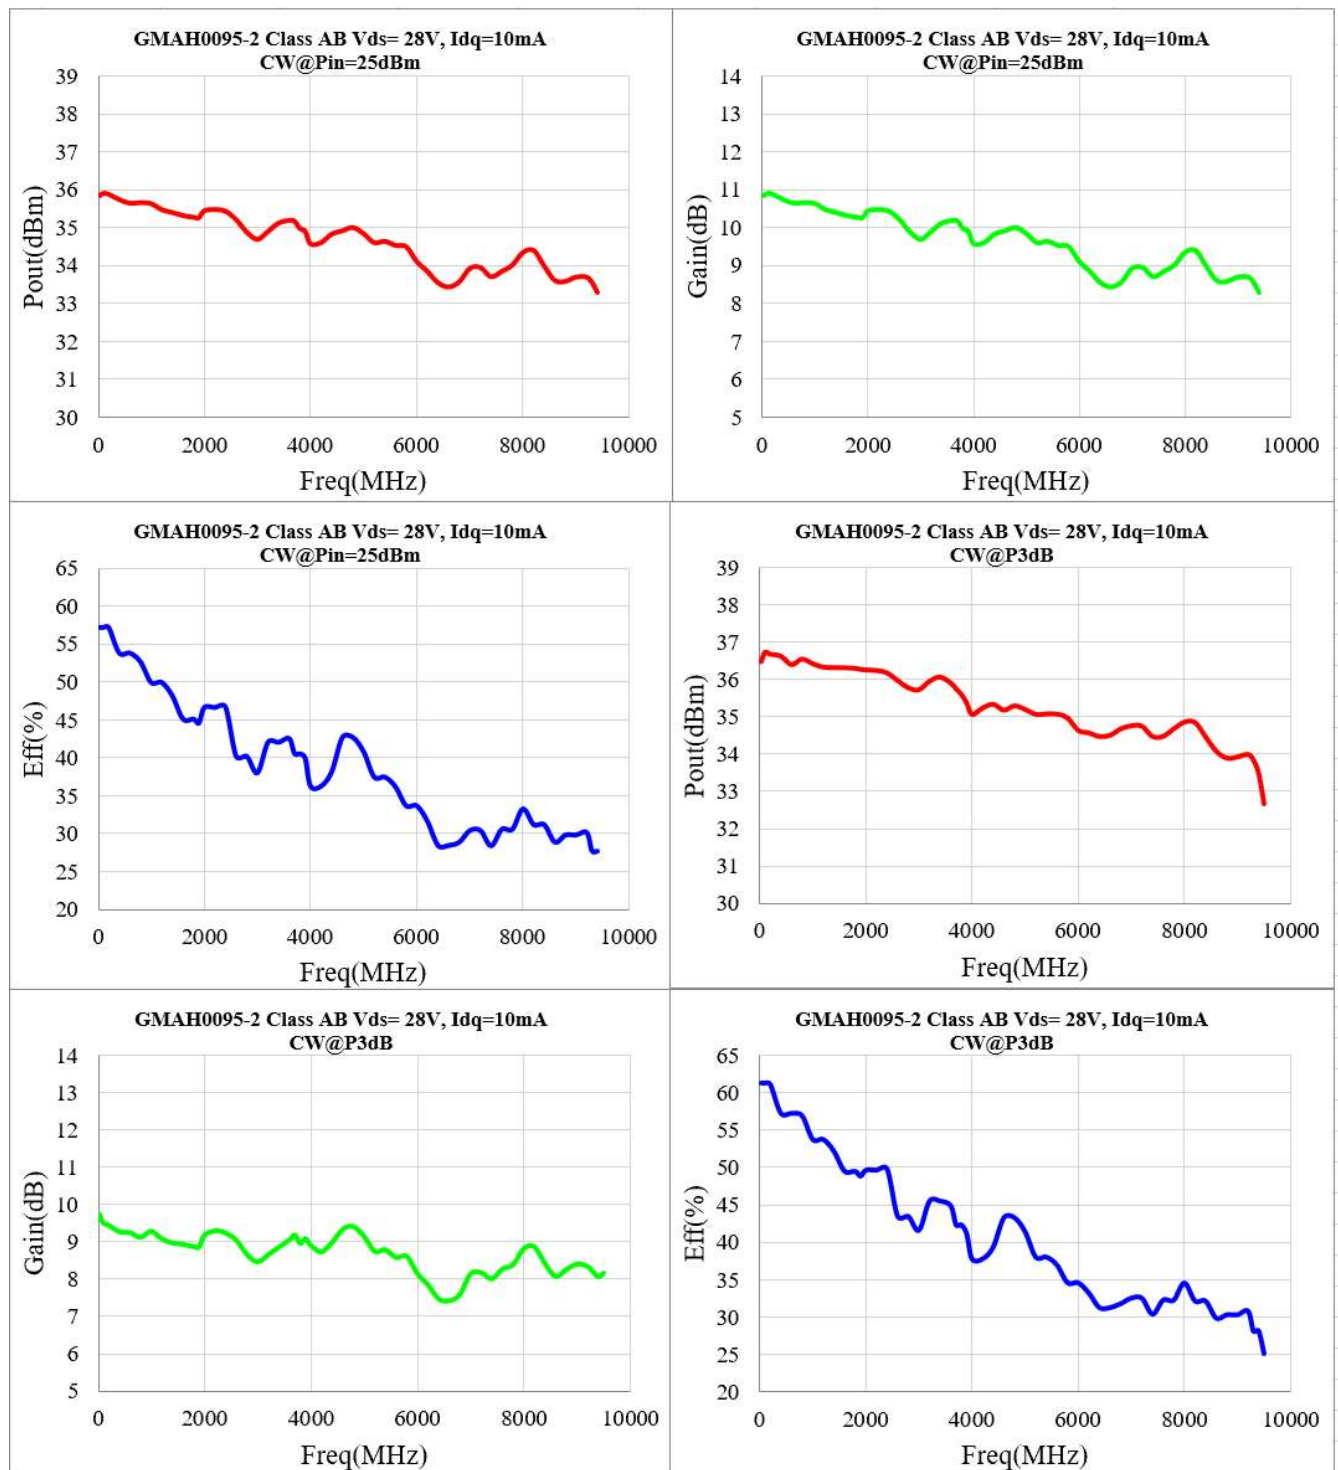 GMAH0095-2 Class AB Vds= 28V, Idq=10mA
CW@Pin=25dBm
39
38
37
36
35
34
33
32
31
30
Pout(dBm)
0 2000 4000 6000 8000 10000
Freq(MHz)
GMAH0095-2 Class AB Vds= 28V, Idq=10mA
CW@Pin=25dBm
14
13
12
11
10
9
8
7
6
5
Gain(dB)
0 2000 4000 6000 8000 10000
Freq(MHz)
GMAH0095-2 Class AB Vds= 28V, Idq=10mA
CW@Pin=25dBm
65
60
55
50
45
40
35
30
25
20
Eff(%)
0 2000 4000 6000 8000 10000
Freq(MHz)
GMAH0095-2 Class AB Vds= 28V, Idq=10mA
CW@P3dB
39
38
37
36
35
34
33
32
31
30
Pout(dBm)
0 2000 4000 6000 8000 10000
Freq(MHz)
GMAH0095-2 Class AB Vds= 28V, Idq=10mA
CW@P3dB
14
13
12
11
10
9
8
7
6
5
Gain(dB)
0 2000 4000 6000 8000 10000
Freq(MHz)
GMAH0095-2 Class AB Vds= 28V, Idq=10mA
CW@P3dB
65
60
55
50
45
40
35
30
25
20
Eff(%)
0 2000 4000 6000 8000 10000
Freq(MHz)